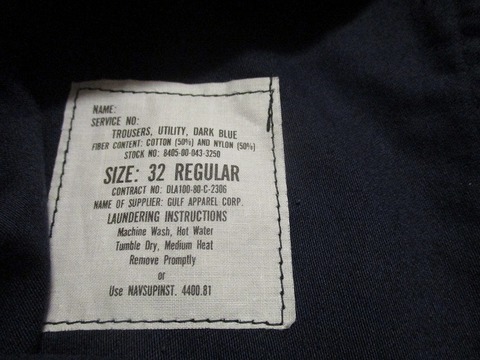 NAME:
SERVICE NO:
TROUSERS, UTILITY, DARK BLUE
FIBER CONTENT: COTTON (50%) AND NYLON (50%)
STOCK NO: 8405-00-043-3250
SIZE: 32 REGULAR
CONTRACT NO: DLA100-80-C-2306
NAME OF SUPPLIER: GULF APPAREL CORP.
LAUNDERING INSTRUCTIONS
Machine Wash, Hot Water
Tumble Dry, Medium Heat
Remove Promptly
or
Use NAVSUPINST. 4400.81